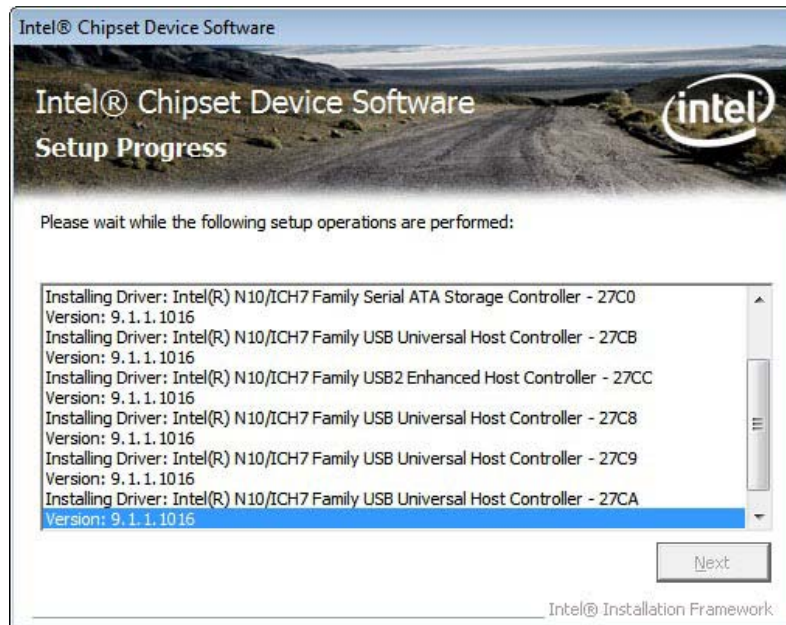 Intel® Chipset Device Software
Intel® Chipset Device Software
intel
Setup Progress
Please wait while the following setup operations are performed:
Installing Driver: Intel(R) N10/ICH7 Family Serial ATA Storage Controller - 27C0
Version: 9.1.1.1016
Installing Driver: Intel(R) N10/ICH7 Family USB Universal Host Controller - 27CB
Version: 9.1.1.1016
Installing Driver: Intel(R) N10/ICH7 Family USB2 Enhanced Host Controller - 27CC
Version: 9.1.1.1016
Installing Driver: Intel(R) N10/ICH7 Family USB Universal Host Controller - 27C8
Version: 9.1.1.1016
Installing Driver: Intel(R) N10/ICH7 Family USB Universal Host Controller - 27C9
Version: 9.1.1.1016
Installing Driver: Intel(R) N10/ICH7 Family USB Universal Host Controller - 27CA
Version: 9.1.1.1016
Next
Intel® Installation Framework